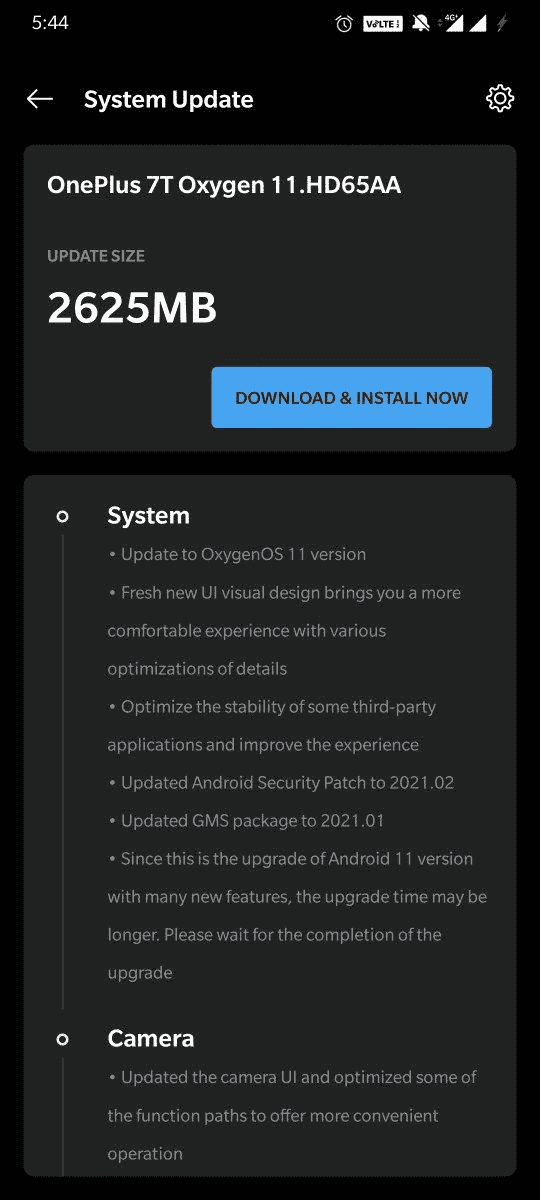 5:44
VoLTE 1
4G+
System Update
OnePlus 7T Oxygen 11.HD65AA
UPDATE SIZE
2625MB
DOWNLOAD & INSTALL NOW
System
• Update to OxygenOS 11 version
• Fresh new UI visual design brings you a more
comfortable experience with various
optimizations of details
• Optimize the stability of some third-party
applications and improve the experience
• Updated Android Security Patch to 2021.02
• Updated GMS package to 2021.01
• Since this is the upgrade of Android 11 version
with many new features, the upgrade time may be
longer. Please wait for the completion of the
upgrade
Camera
• Updated the camera UI and optimized some of
the function paths to offer more convenient
operation